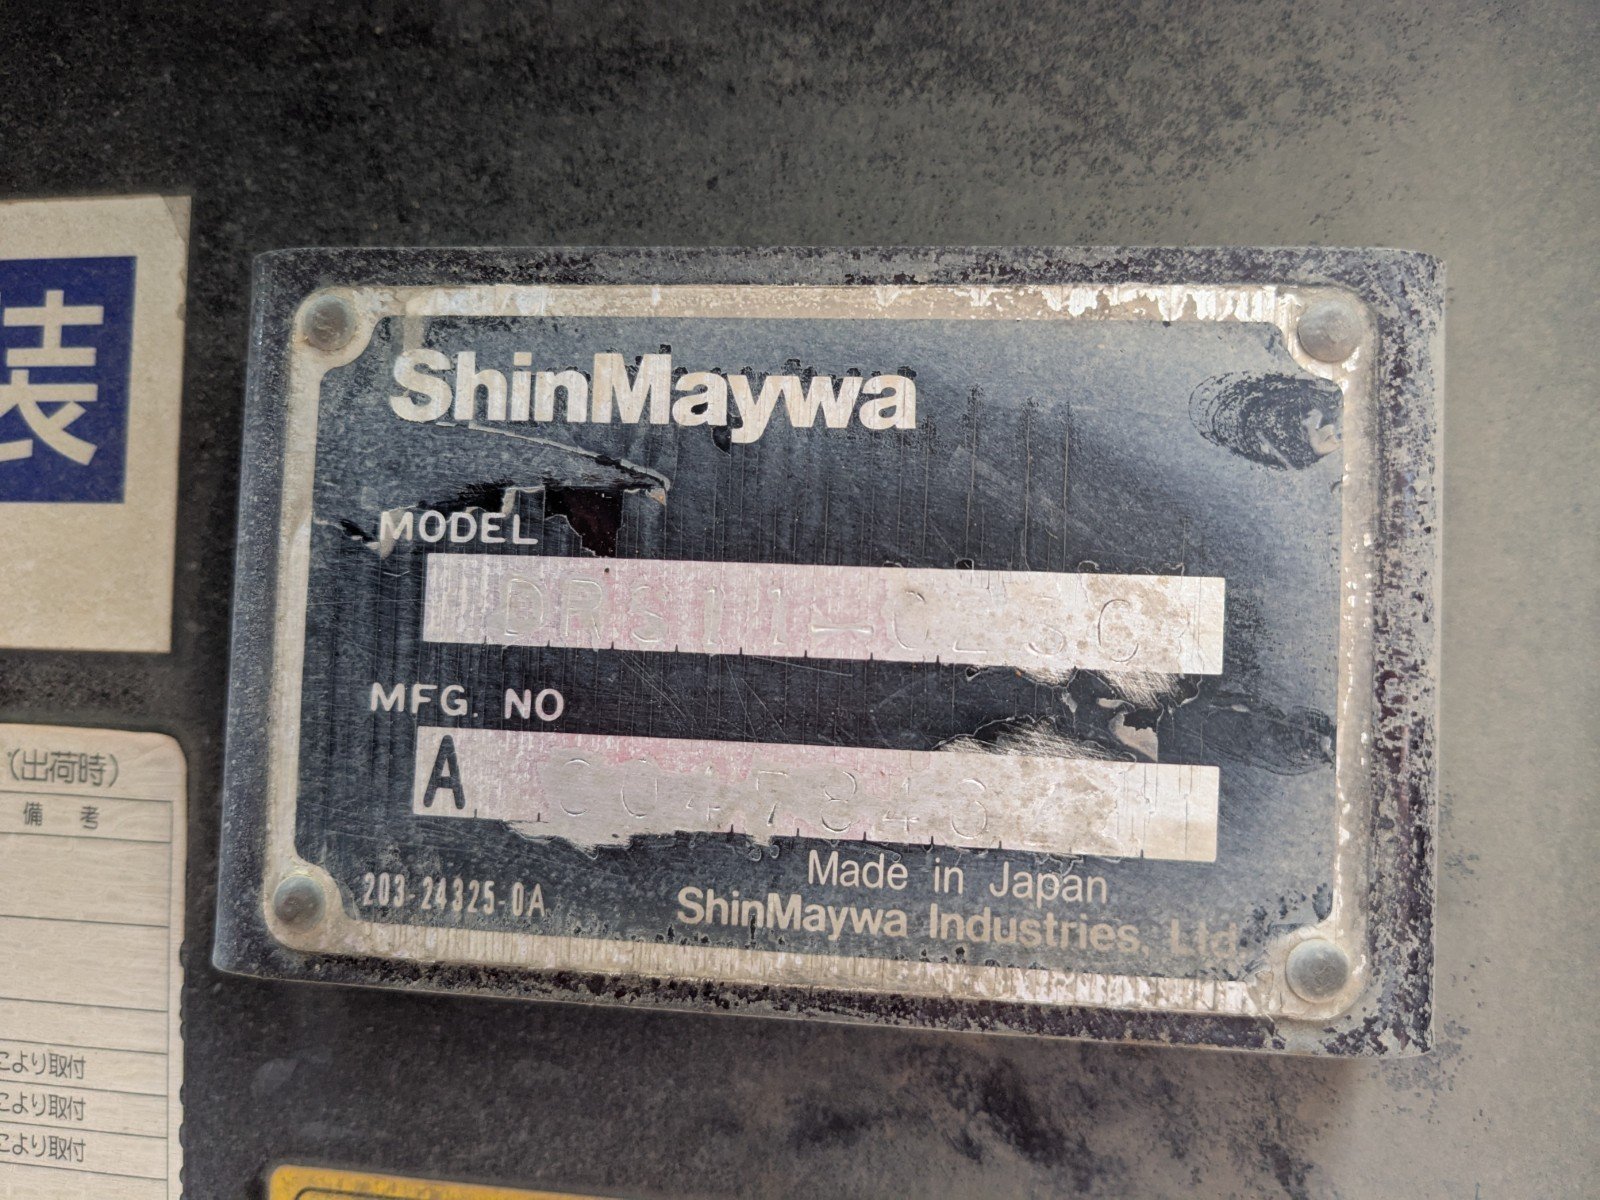 ShinMaywa
MODEL
MFG. NO
A
203-24325-0A
Made in Japan
ShinMaywa Industries, Ltd.
装
(出荷時)
備 考
により取付
により取付
により取付